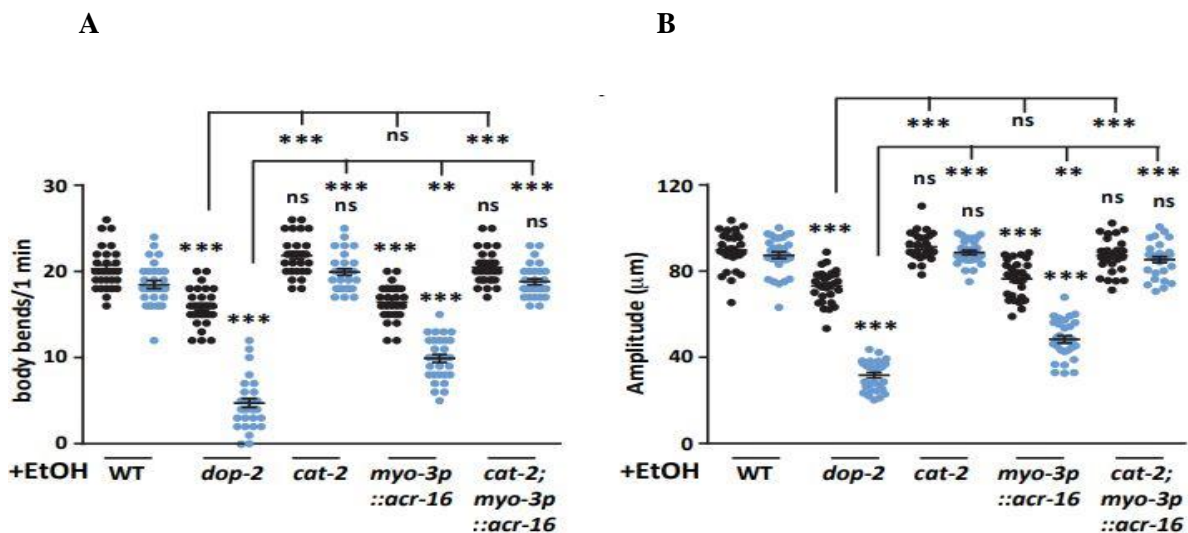 A
B
*** ns ***
*** ns ***
30
20
10
0
body bends/1 min
*** *** ns *** ns *** ** *** ns *** ns
+EtOH WT dop-2 cat-2 myo-3p cat-2;
::acr-16 myo-3p
::acr-16
120
80
40
0
Amplitude (µm)
*** *** ns *** ns *** ** *** ns *** ns
+EtOH WT dop-2 cat-2 myo-3p cat-2;
::acr-16 myo-3p
::acr-16